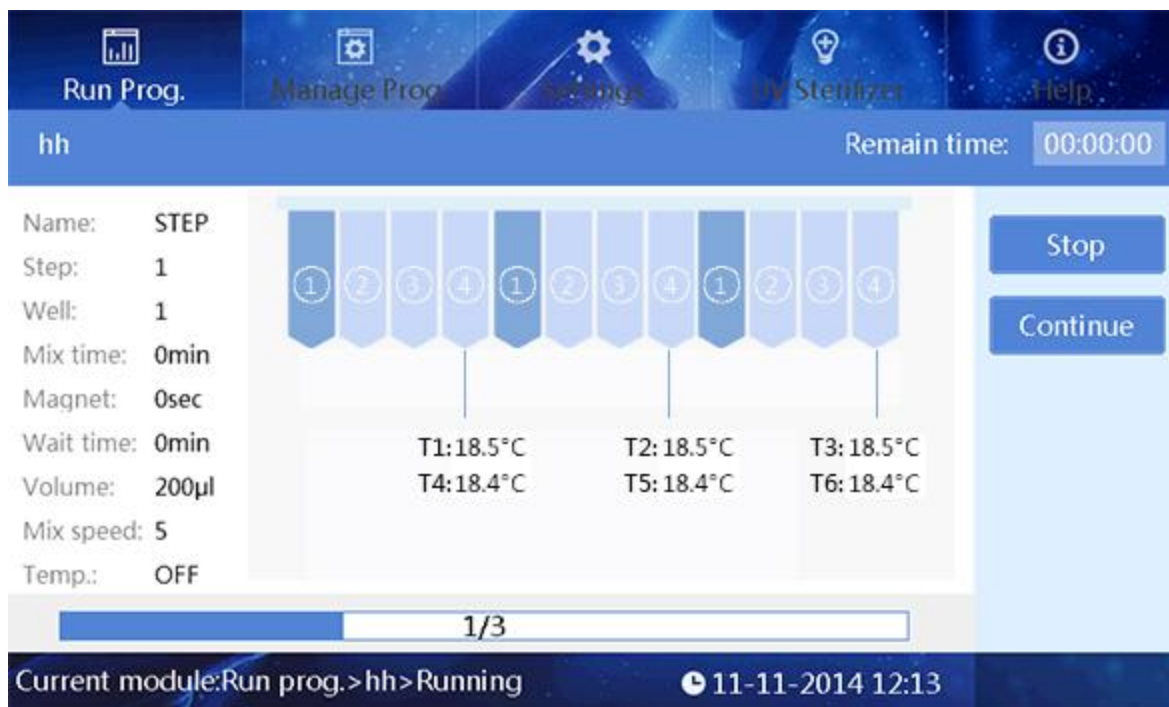 Run Prog. Manage Prog. Settings UV Sterilizer Help
hh Remain time: 00:00:00
Name: STEP
Step: 1
Well: 1
Mix time: 0min
Magnet: 0sec
Wait time: 0min
Volume: 200µl
Mix speed: 5
Temp.: OFF
1 2 3 4 1 2 3 4 1 2 3 4
T1:18.5°C T2:18.5°C T3:18.5°C
T4:18.4°C T5:18.4°C T6:18.4°C
Stop
Continue
1/3
Current module:Run prog.>hh>Running 11-11-2014 12:13